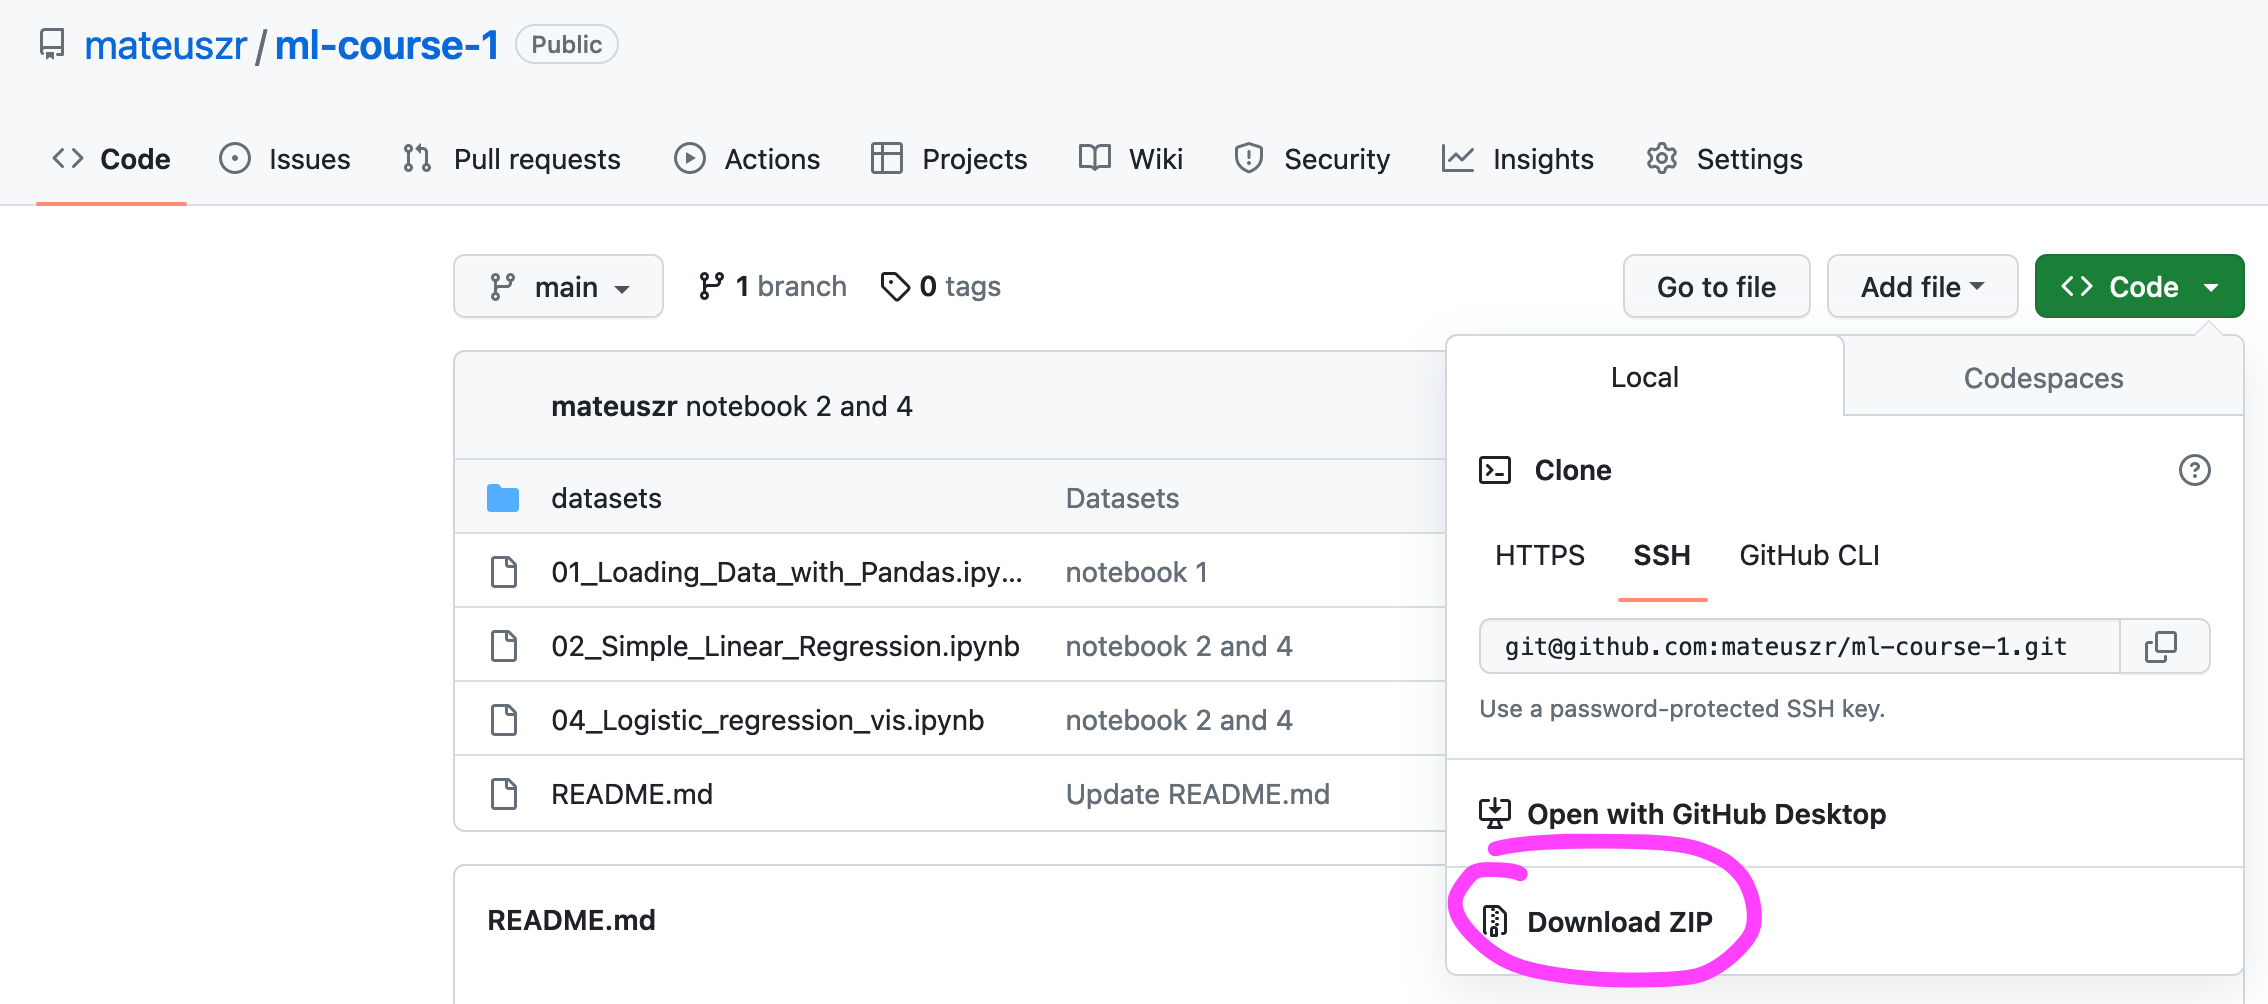 mateuszr / ml-course-1 Public
Code Issues Pull requests Actions Projects Wiki Security Insights Settings
main 1 branch 0 tags Go to file Add file Code
Local Codespaces
mateuszr notebook 2 and 4
Clone
datasets Datasets
HTTPS SSH GitHub CLI
01_Loading_Data_with_Pandas.ipy... notebook 1
02_Simple_Linear_Regression.ipynb notebook 2 and 4
git@github.com:mateuszr/ml-course-1.git
Use a password-protected SSH key.
04_Logistic_regression_vis.ipynb notebook 2 and 4
README.md Update README.md
Open with GitHub Desktop
README.md
Download ZIP